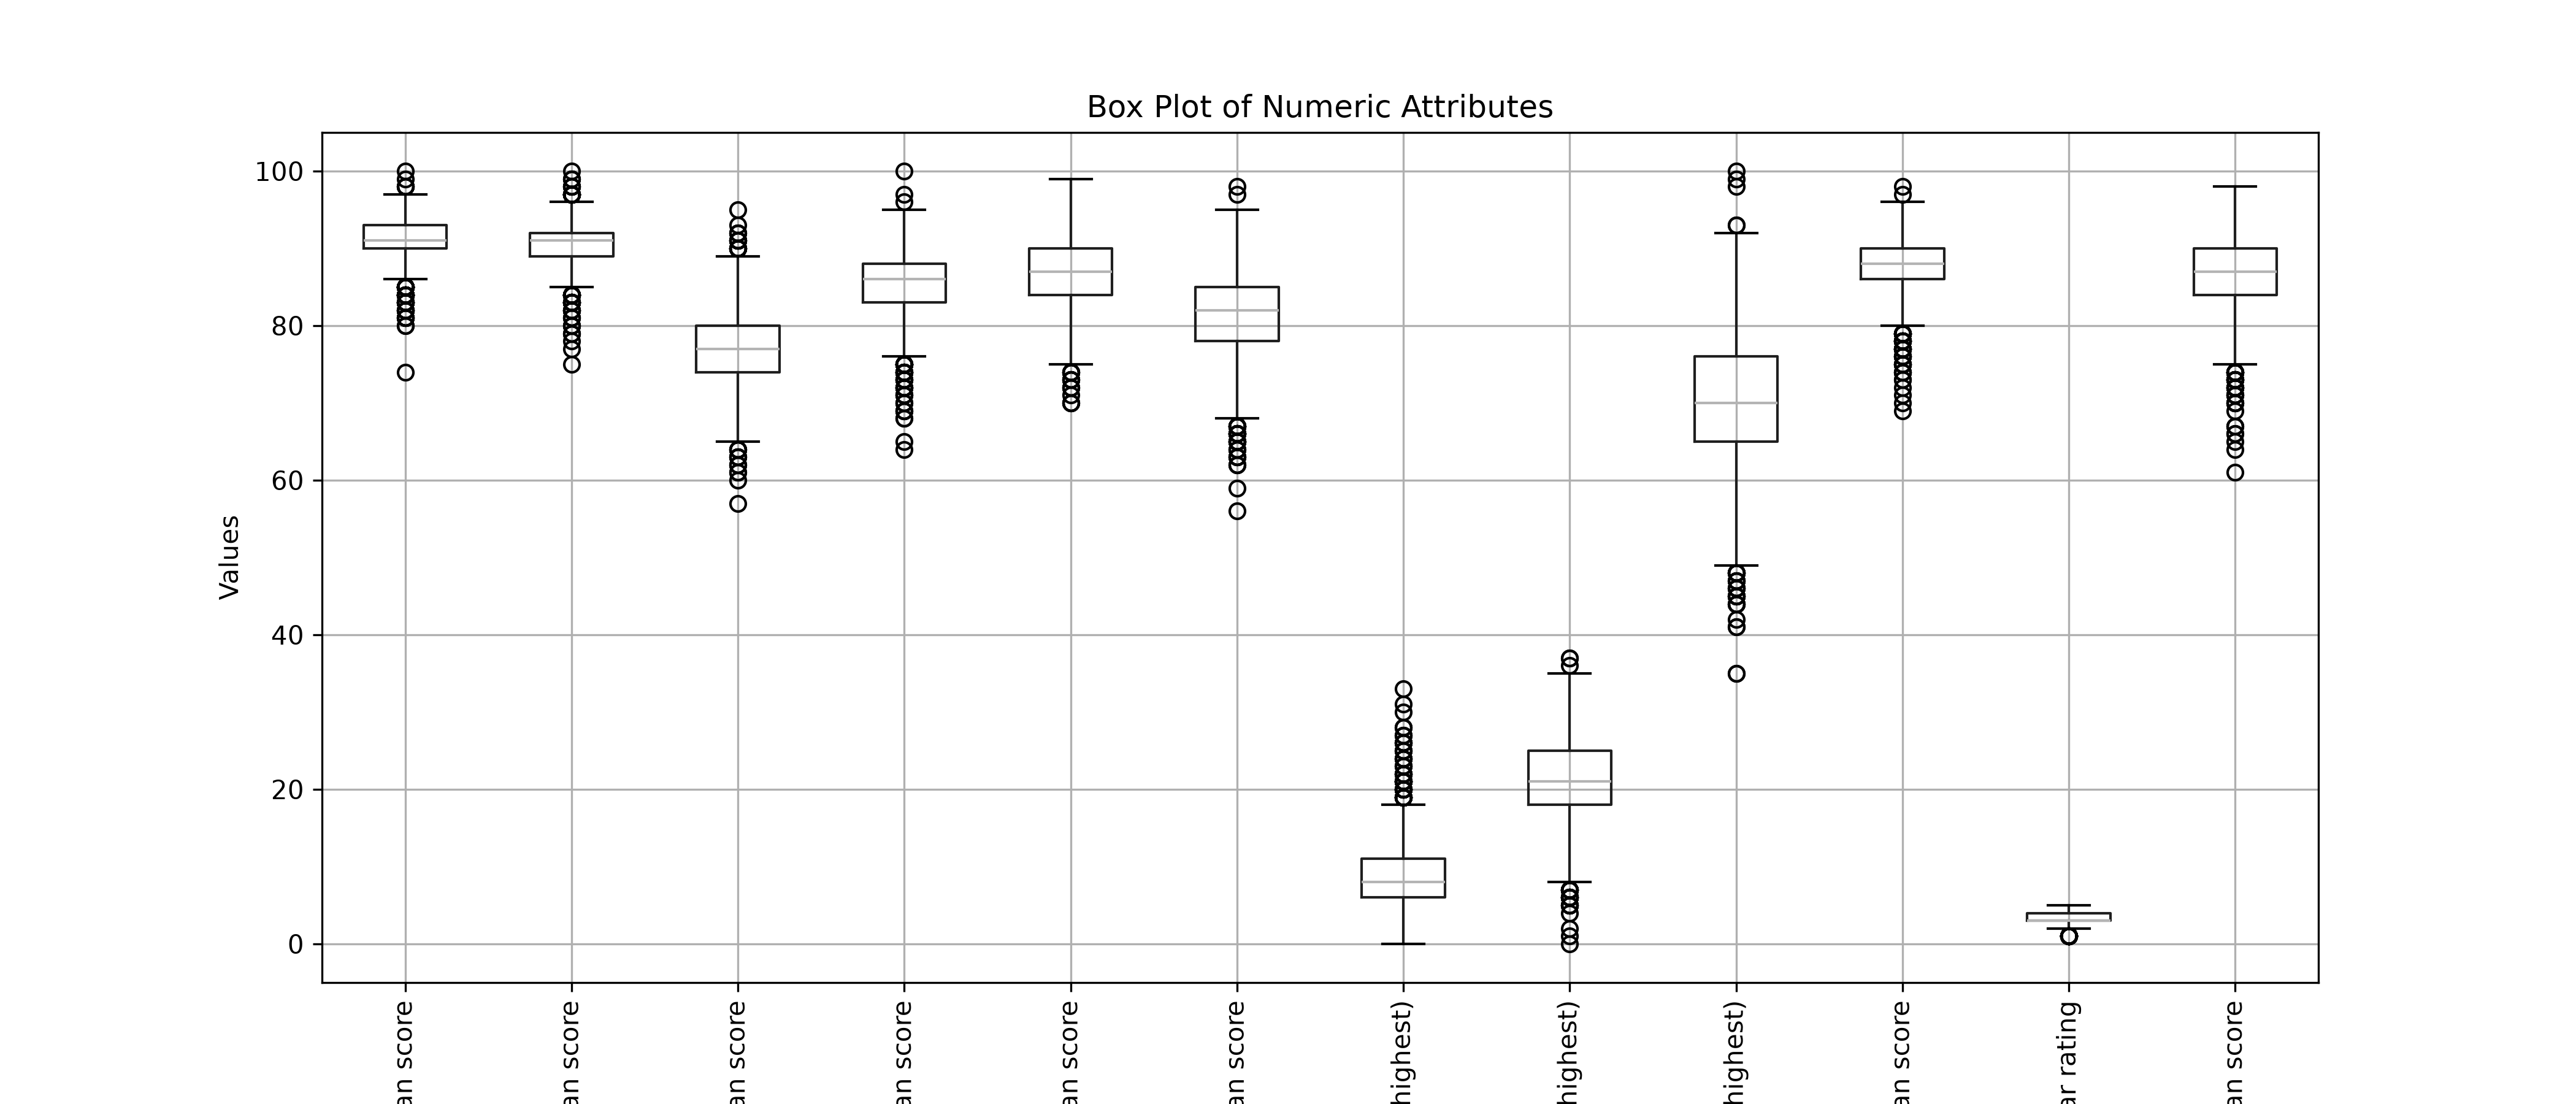 Box Plot of Numeric Attributes
Values
100
80
60
40
20
0
an score
an score
an score
an score
an score
an score
highest)
highest)
highest)
an score
ar rating
an score